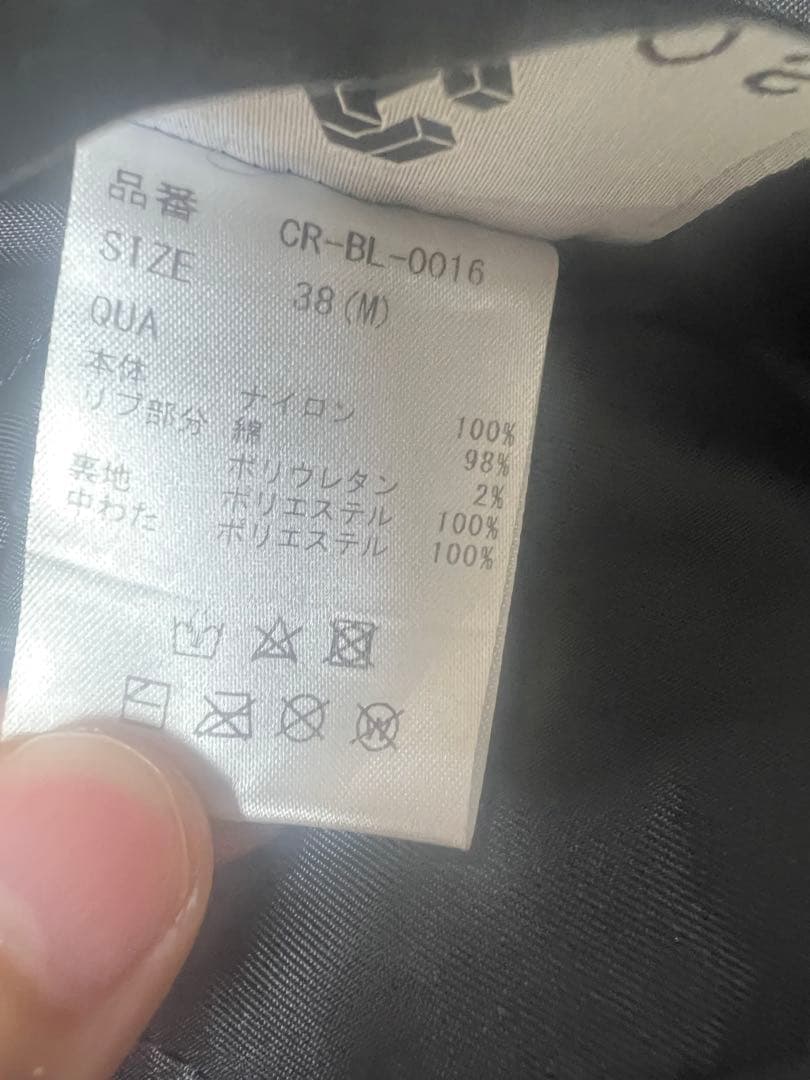 品番 CR-BL-0016
SIZE 38(M)
QUA
本体 ナイロン 100%
リブ部分 綿 98%
ポリウレタン 2%
裏地 ポリエステル 100%
中わた ポリエステル 100%